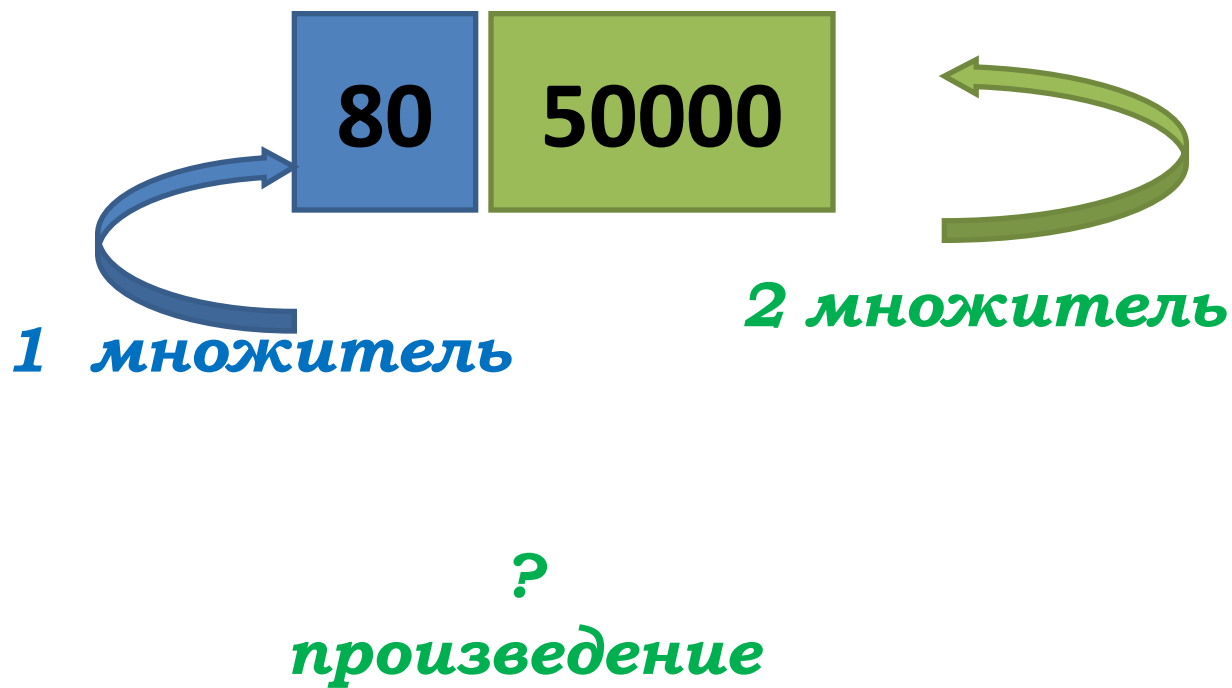 80 50000
2 множитель
1 множитель
?
произведение